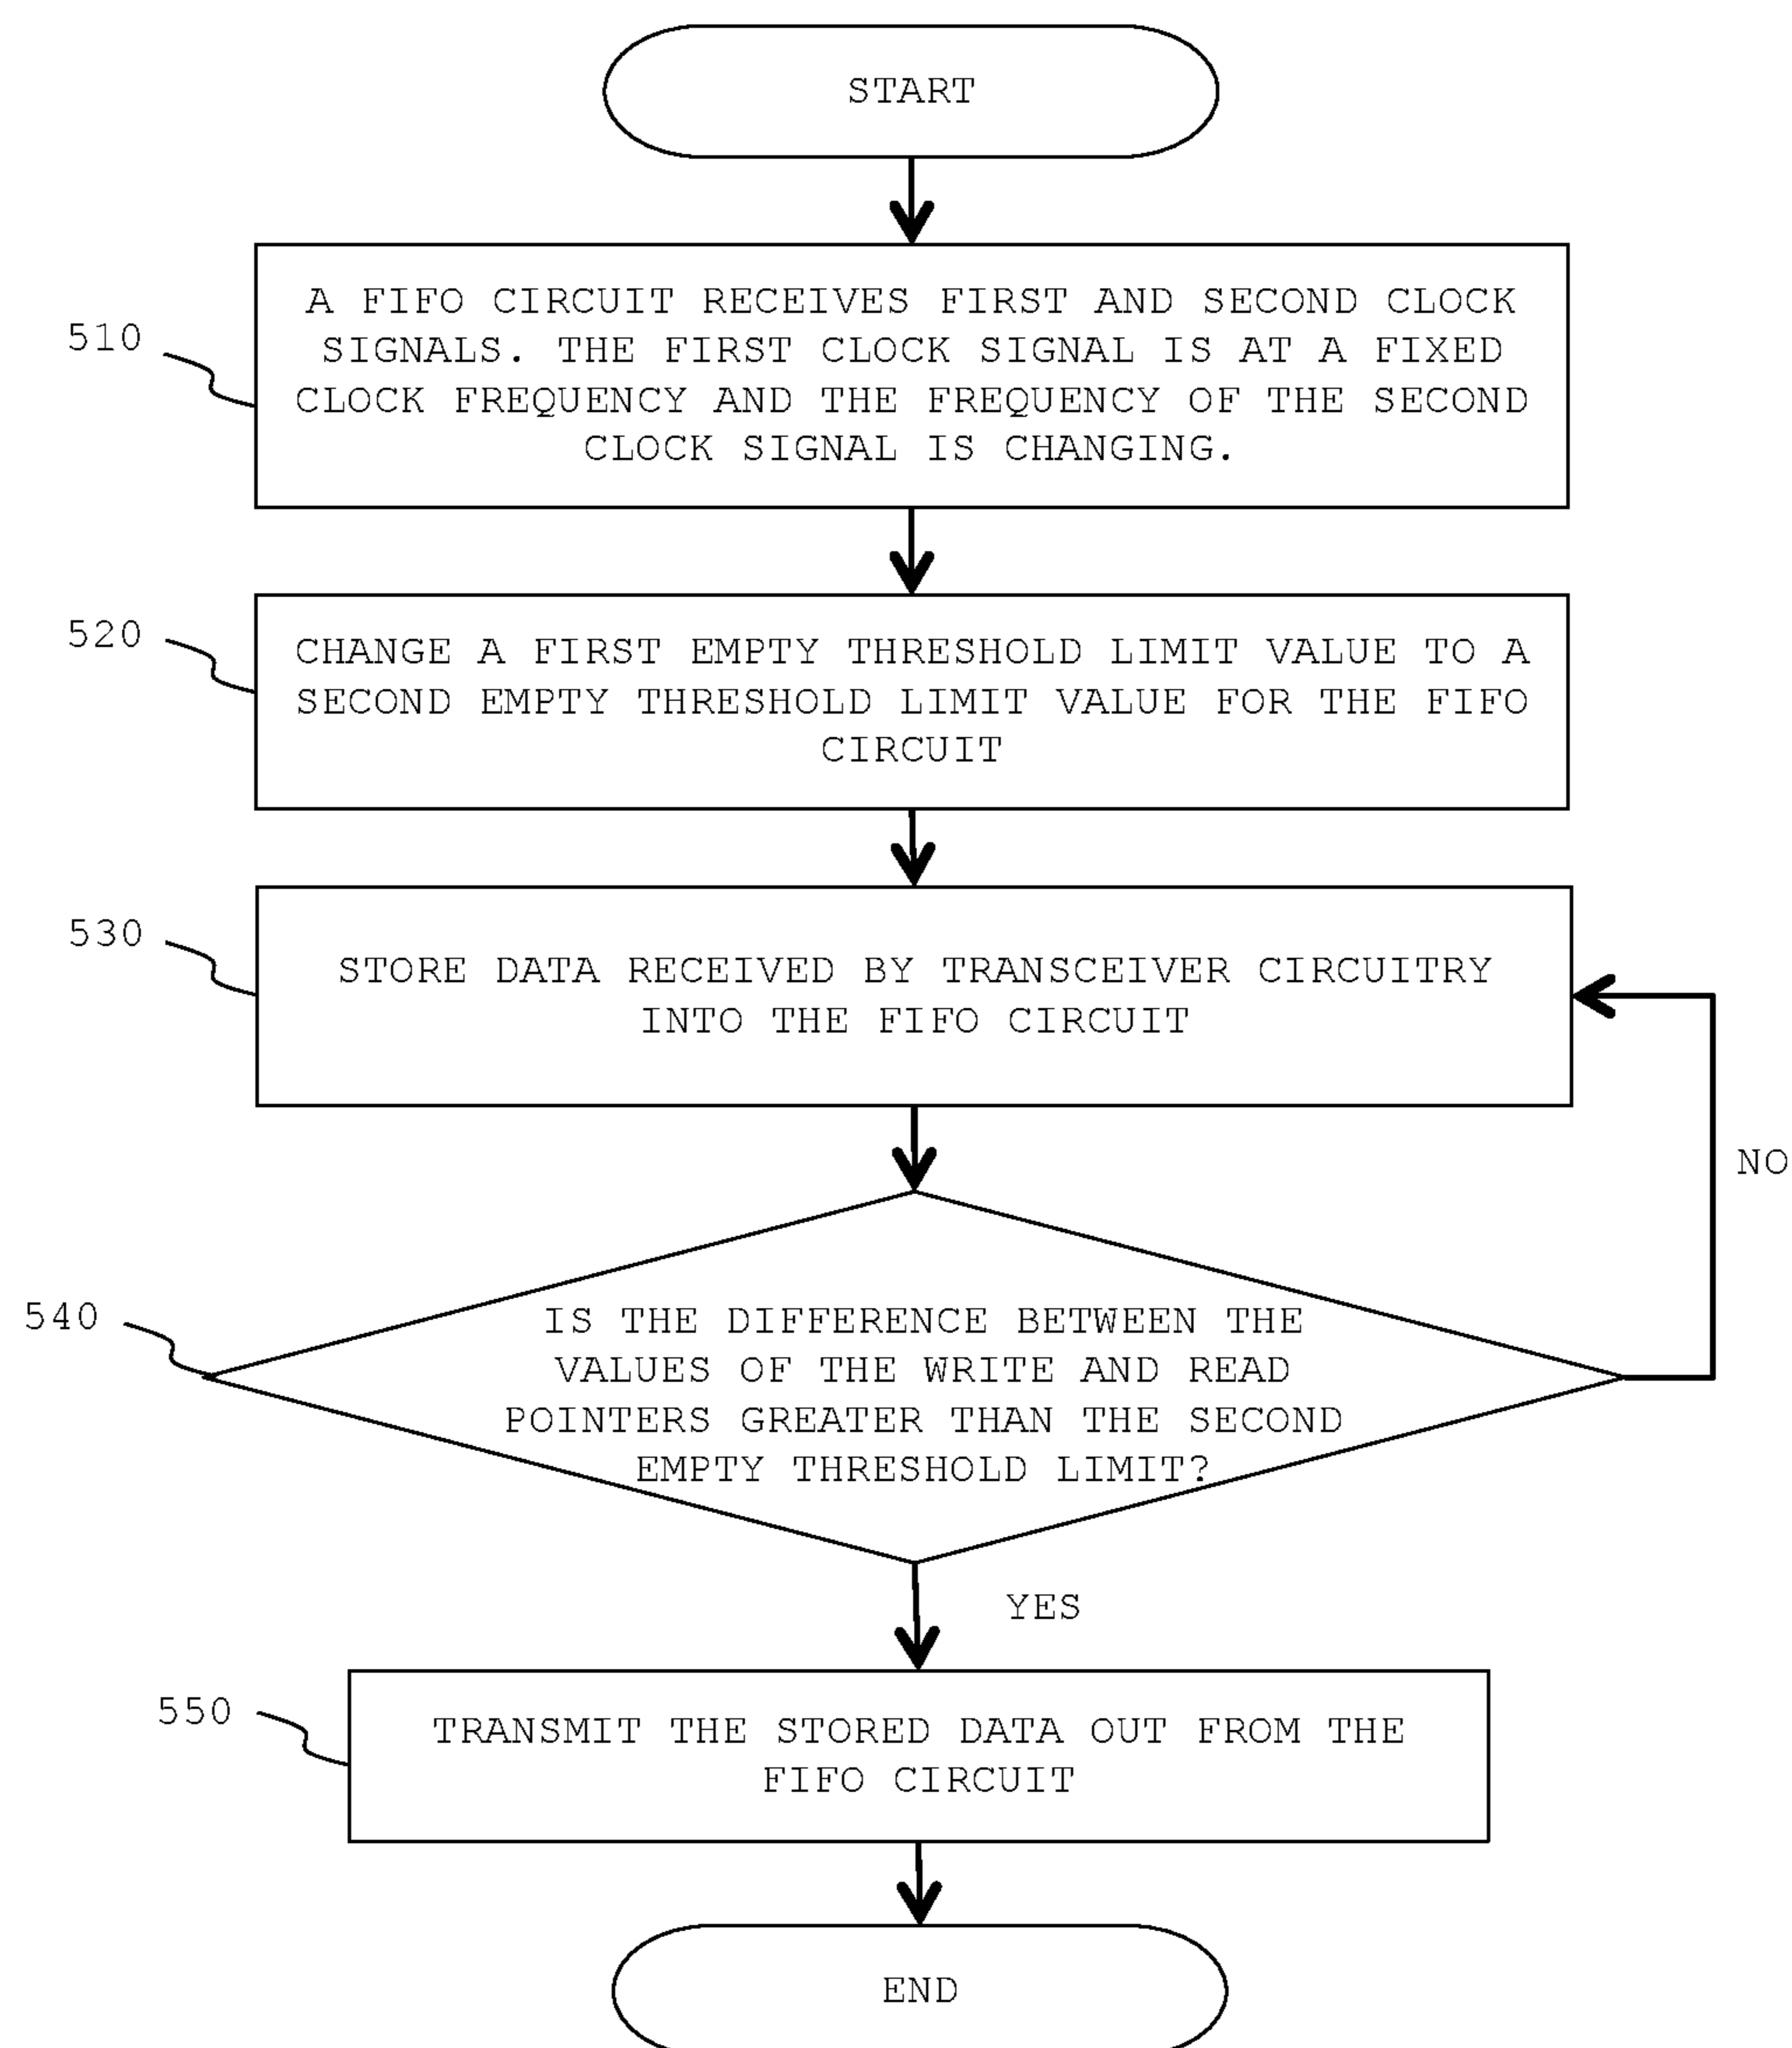 START
510
A FIFO CIRCUIT RECEIVES FIRST AND SECOND CLOCK
SIGNALS. THE FIRST CLOCK SIGNAL IS AT A FIXED
CLOCK FREQUENCY AND THE FREQUENCY OF THE SECOND
CLOCK SIGNAL IS CHANGING.
520
CHANGE A FIRST EMPTY THRESHOLD LIMIT VALUE TO A
SECOND EMPTY THRESHOLD LIMIT VALUE FOR THE FIFO
CIRCUIT
530
STORE DATA RECEIVED BY TRANSCEIVER CIRCUITRY
INTO THE FIFO CIRCUIT
NO
540
IS THE DIFFERENCE BETWEEN THE
VALUES OF THE WRITE AND READ
POINTERS GREATER THAN THE SECOND
EMPTY THRESHOLD LIMIT?
YES
550
TRANSMIT THE STORED DATA OUT FROM THE
FIFO CIRCUIT
END